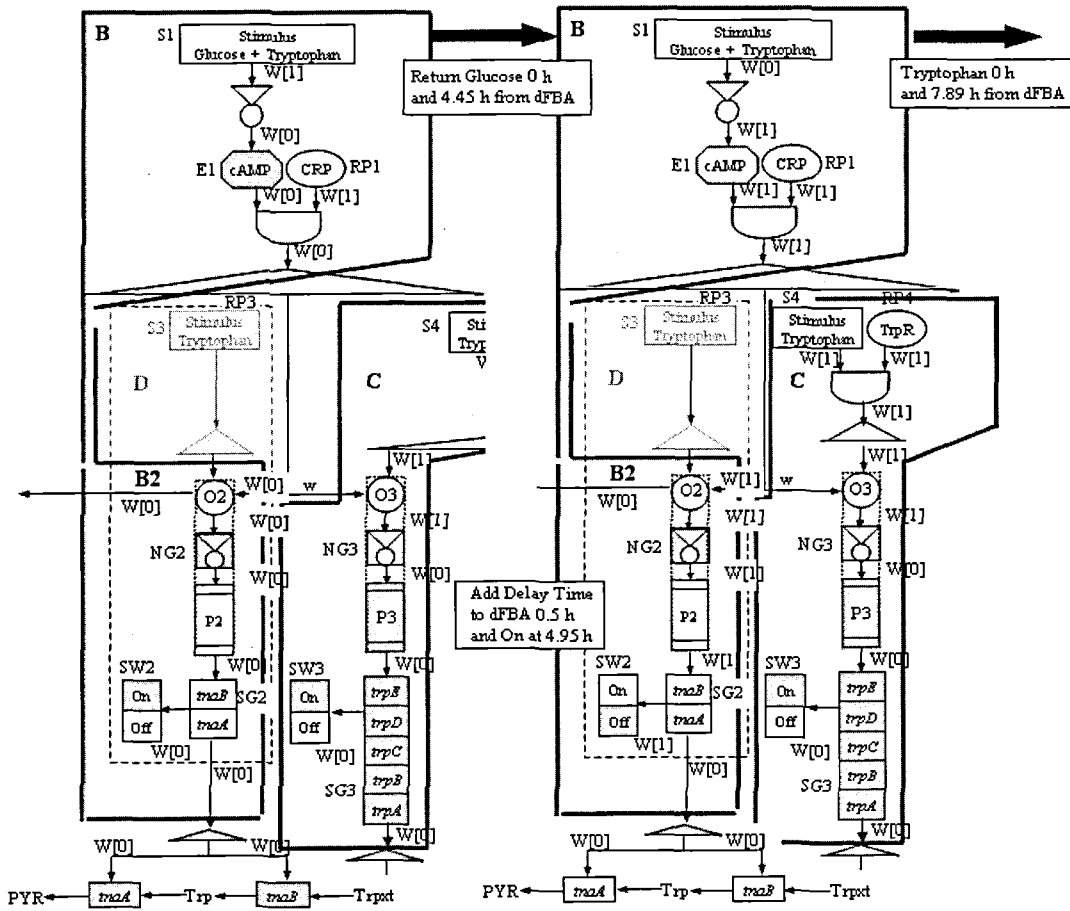 B
S1
Stimulus
Glucose + Tryptophan
W[1]
W[0]
E1
cAMP
CRP
RP1
W[0]
W[1]
W[0]
Return Glucose 0 h
and 4.45 h from dFBA
RP3
S3
Stimulus
Tryptophan
S4
D
C
B2
W[0]
W[0]
O2
w
W[1]
O3
W[0]
W[1]
NG2
NG3
W[0]
W[0]
P2
P3
W[0]
W[0]
SW2
On
Off
W[0]
tnaB
tnaA
SG2
SW3
On
Off
W[0]
trpE
trpD
trpC
trpB
trpA
SG3
W[0]
W[0]
W[0]
W[0]
PYR
tnaA
Trp
tnaB
Trpxt
B
S1
Stimulus
Glucose + Tryptophan
W[0]
W[1]
E1
cAMP
CRP
RP1
W[1]
W[1]
W[1]
Tryptophan 0 h
and 7.89 h from dFBA
RP3
S3
Stimulus
Tryptophan
S4
Stimulus
Tryptophan
RP4
TrpR
W[1]
W[1]
W[1]
D
C
B2
W[0]
W[1]
O2
w
W[1]
O3
W[1]
W[1]
NG2
NG3
W[1]
W[0]
Add Delay Time
to dFBA 0.5 h
and On at 4.95 h
P2
P3
W[1]
W[0]
SW2
On
Off
W[1]
tnaB
tnaA
SG2
SW3
On
Off
W[0]
trpE
trpD
trpC
trpB
trpA
SG3
W[0]
W[0]
W[0]
W[0]
PYR
tnaA
Trp
tnaB
Trpxt